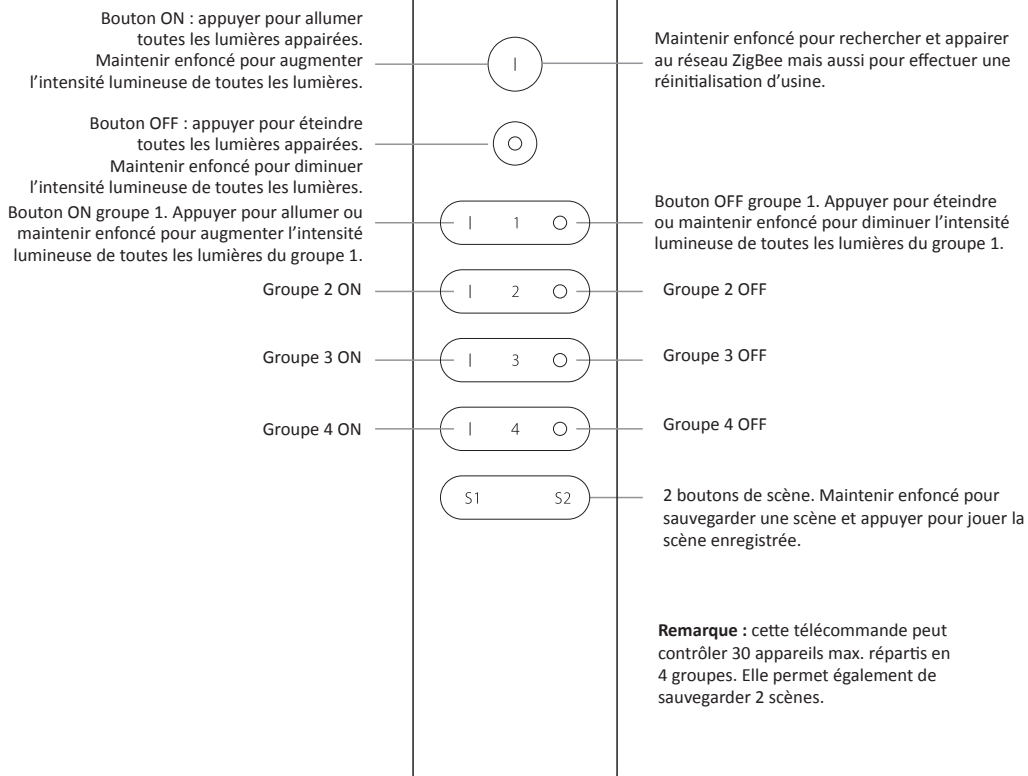 Bouton ON : appuyer pour allumer
toutes les lumières appairées.
Maintenir enfoncé pour augmenter
l’intensité lumineuse de toutes les lumières.
I
Maintenir enfoncé pour rechercher et appairer
au réseau ZigBee mais aussi pour effectuer une
réinitialisation d’usine.
Bouton OFF : appuyer pour éteindre
toutes les lumières appairées.
Maintenir enfoncé pour diminuer
l’intensité lumineuse de toutes les lumières.
Bouton ON groupe 1. Appuyer pour allumer ou
maintenir enfoncé pour augmenter l’intensité
lumineuse de toutes les lumières du groupe 1.
I 1 O
Bouton OFF groupe 1. Appuyer pour éteindre
ou maintenir enfoncé pour diminuer l’intensité
lumineuse de toutes les lumières du groupe 1.
Groupe 2 ON
I 2 O
Groupe 2 OFF
Groupe 3 ON
I 3 O
Groupe 3 OFF
Groupe 4 ON
I 4 O
Groupe 4 OFF
S1 S2
2 boutons de scène. Maintenir enfoncé pour
sauvegarder une scène et appuyer pour jouer la
scène enregistrée.
Remarque : cette télécommande peut
contrôler 30 appareils max. répartis en
4 groupes. Elle permet également de
sauvegarder 2 scènes.